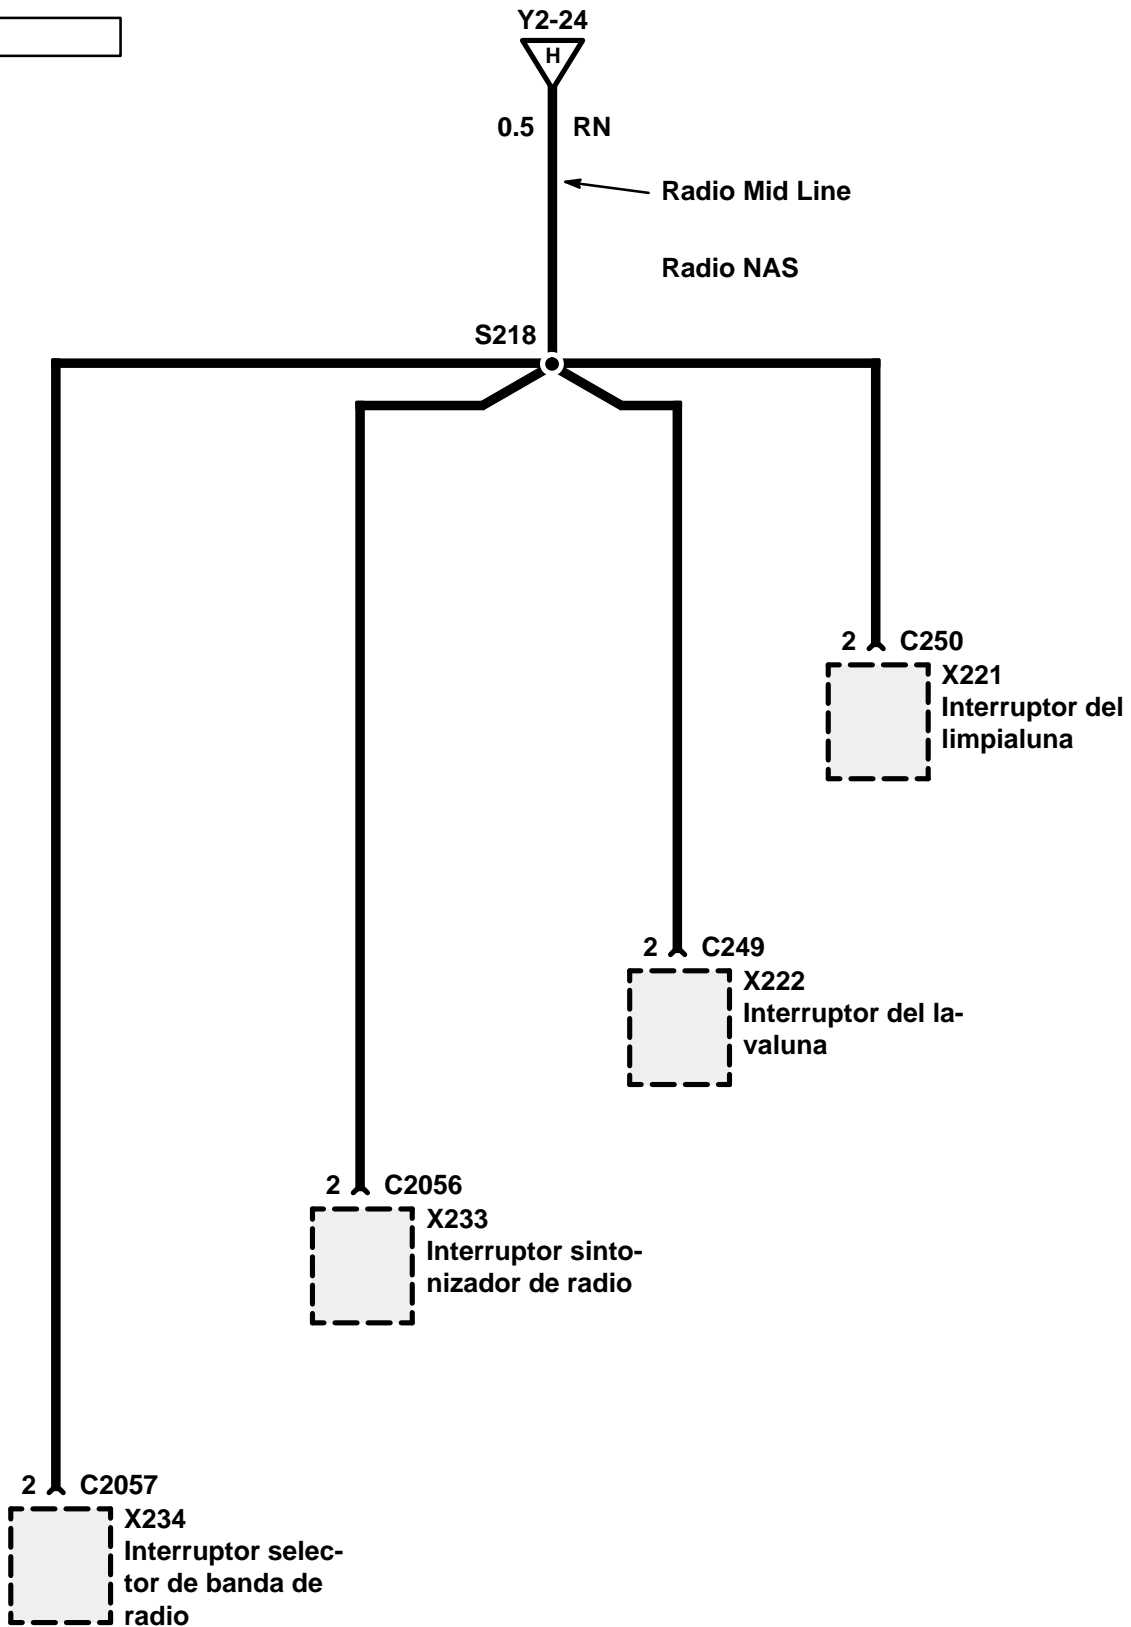 Y2-24
H
0.5 RN
Radio Mid Line
Radio NAS
S218
2 C250
X221
Interruptor del
limpialuna
2 C249
X222
Interruptor del la-
valuna
2 C2056
X233
Interruptor sinto-
nizador de radio
2 C2057
X234
Interruptor selec-
tor de banda de
radio